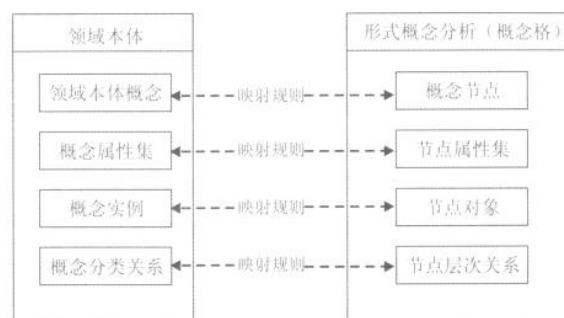 领域本体
形式概念分析（概念格）
领域本体概念
映射规则
概念节点
概念属性集
映射规则
节点属性集
概念实例
映射规则
节点对象
概念分类关系
映射规则
节点层次关系